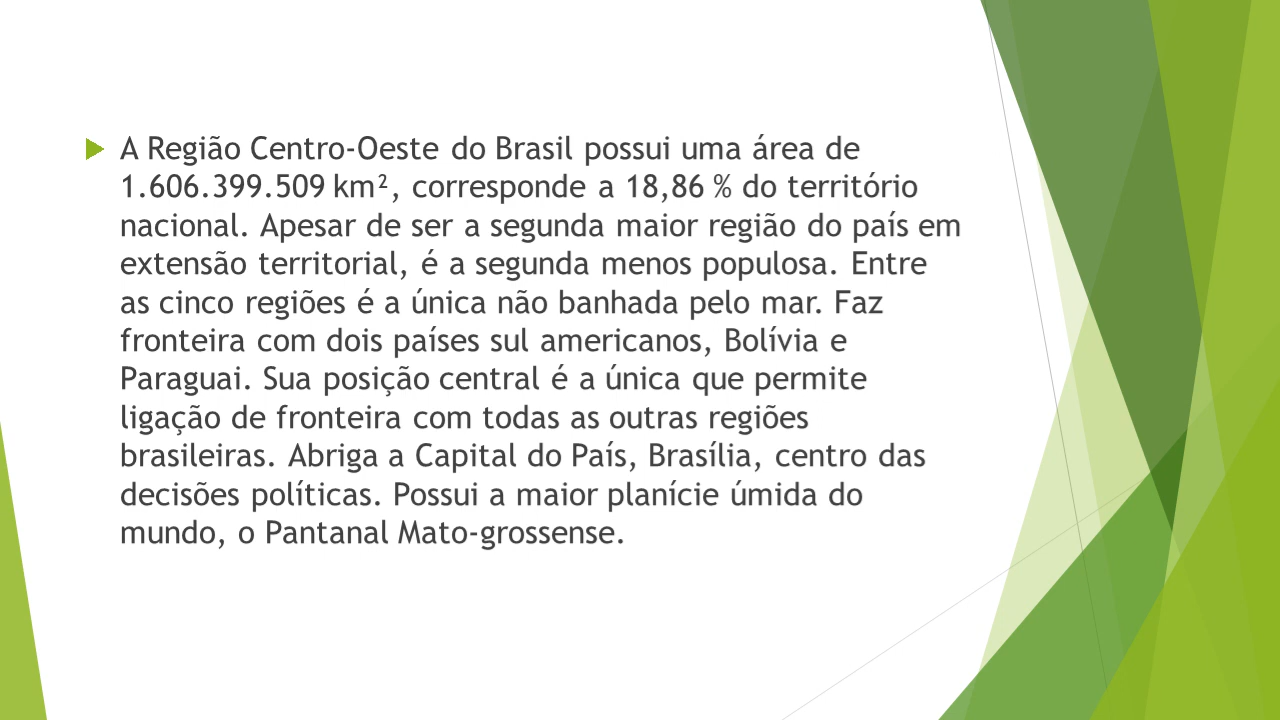 A Região Centro-Oeste do Brasil possui uma área de
1.606.399.509 km², corresponde a 18,86 % do território
nacional. Apesar de ser a segunda maior região do país em
extensão territorial, é a segunda menos populosa. Entre
as cinco regiões é a única não banhada pelo mar. Faz
fronteira com dois países sul americanos, Bolívia e
Paraguai. Sua posição central é a única que permite
ligação de fronteira com todas as outras regiões
brasileiras. Abriga a Capital do País, Brasília, centro das
decisões políticas. Possui a maior planície úmida do
mundo, o Pantanal Mato-grossense.